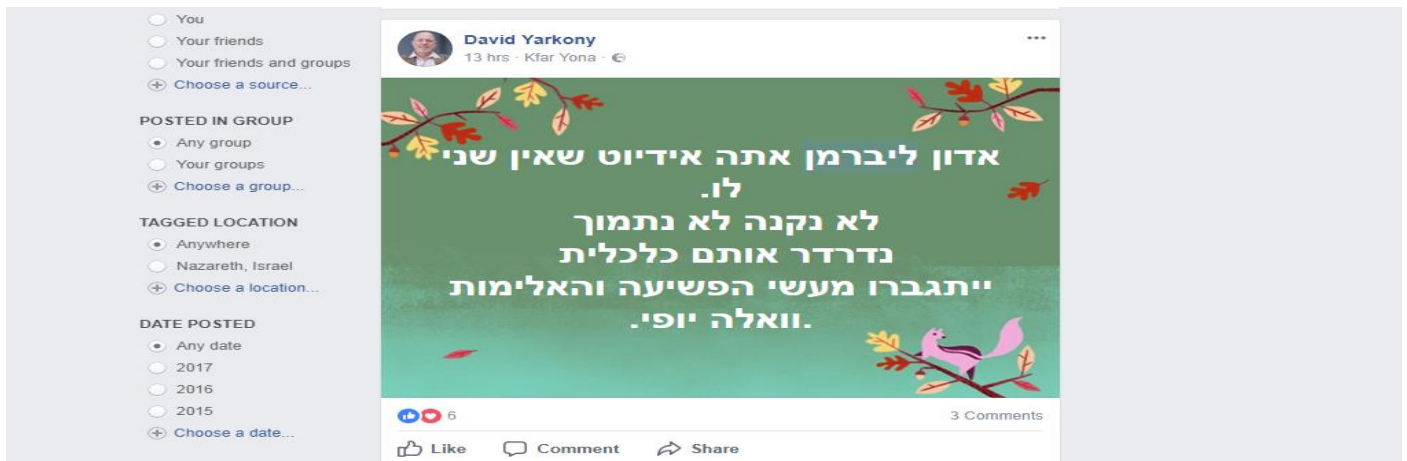 You
Your friends
Your friends and groups
Choose a source...
POSTED IN GROUP
Any group
Your groups
Choose a group...
TAGGED LOCATION
Anywhere
Nazareth, Israel
Choose a location...
DATE POSTED
Any date
2017
2016
2015
Choose a date...
David Yarkony
13 hrs · Kfar Yona ·
אדון ליברמן אתה אידיוט שאין שני
לו.
לא נקנה לא נתמוך
נדרדר אותם כלכלית
ייתגברו מעשי הפשיעה והאלימות
.וואלה יופי.
6
3 Comments
Like Comment Share